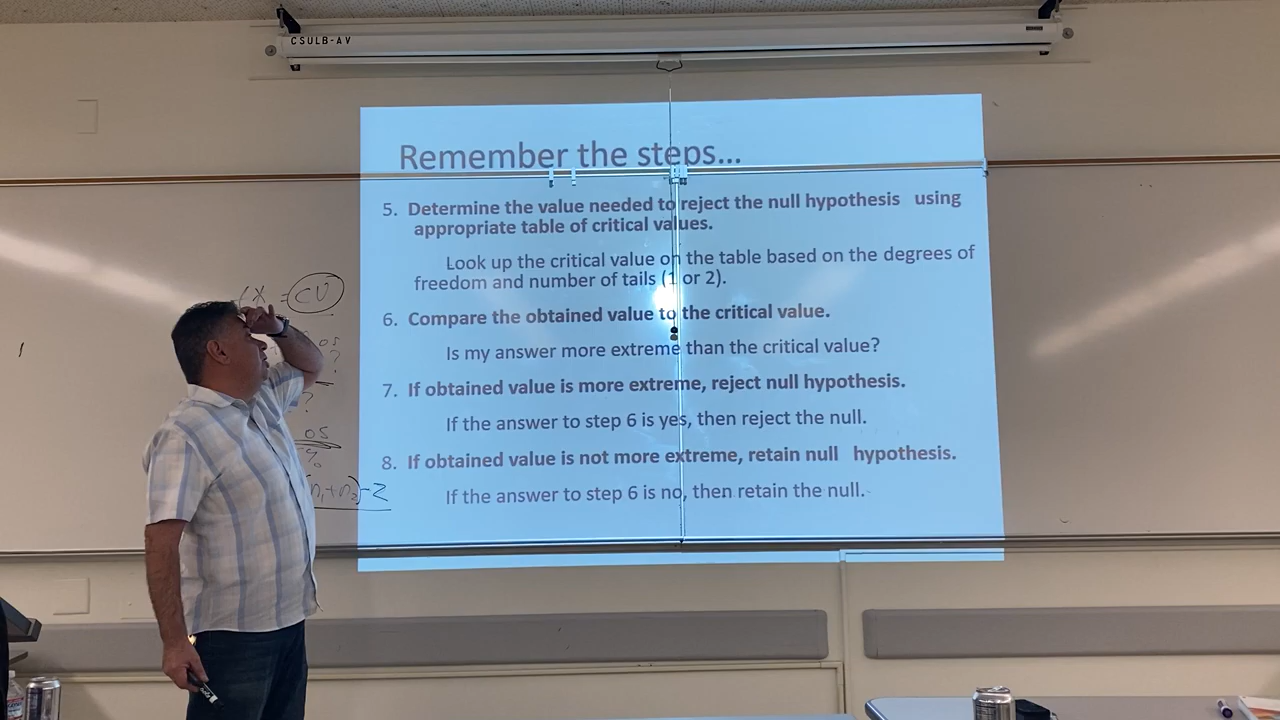 CSULB-AV
Remember the steps...
5. Determine the value needed to reject the null hypothesis using
appropriate table of critical values.
Look up the critical value on the table based on the degrees of
freedom and number of tails (1 or 2).
6. Compare the obtained value to the critical value.
Is my answer more extreme than the critical value?
7. If obtained value is more extreme, reject null hypothesis.
If the answer to step 6 is yes, then reject the null.
8. If obtained value is not more extreme, retain null hypothesis.
If the answer to step 6 is no, then retain the null.
= CV
05
?
?
.05
%
n₁+n₂)-2